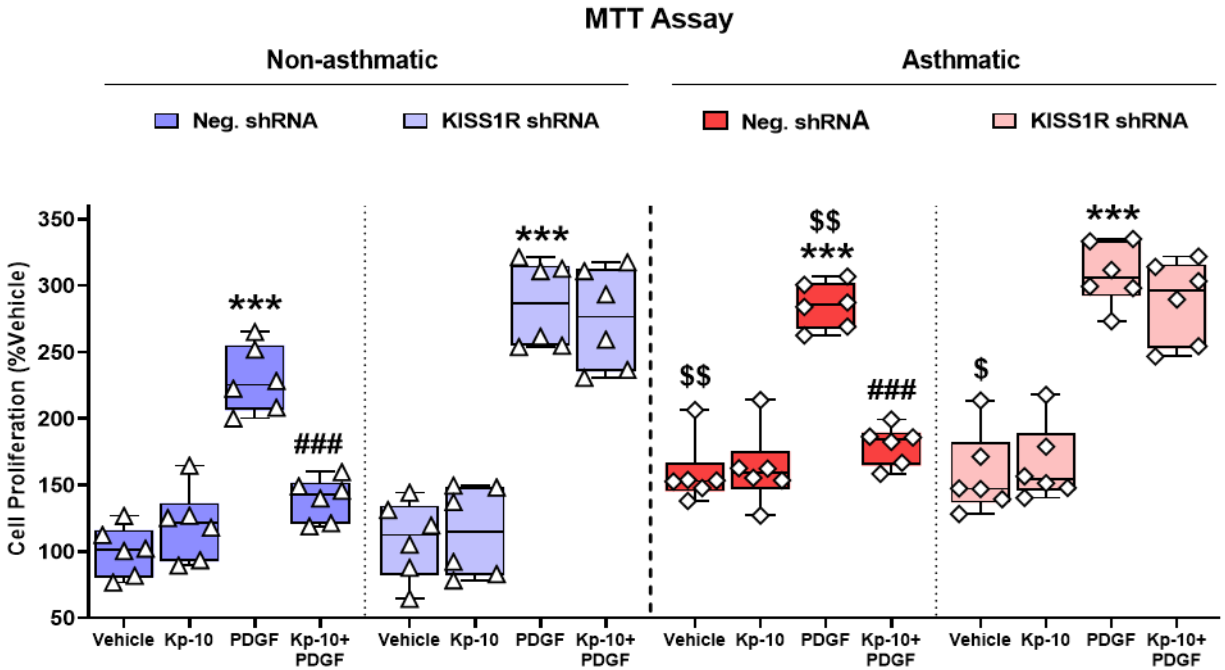 MTT Assay
Non-asthmatic
Asthmatic
Neg. shRNA
KISS1R shRNA
Neg. shRNA
KISS1R shRNA
Cell Proliferation (%Vehicle)
350
300
250
200
150
100
50
***
###
***
$$
$$
***
###
$
***
Vehicle Kp-10 PDGF Kp-10+
PDGF
Vehicle Kp-10 PDGF Kp-10+
PDGF
Vehicle Kp-10 PDGF Kp-10+
PDGF
Vehicle Kp-10 PDGF Kp-10+
PDGF